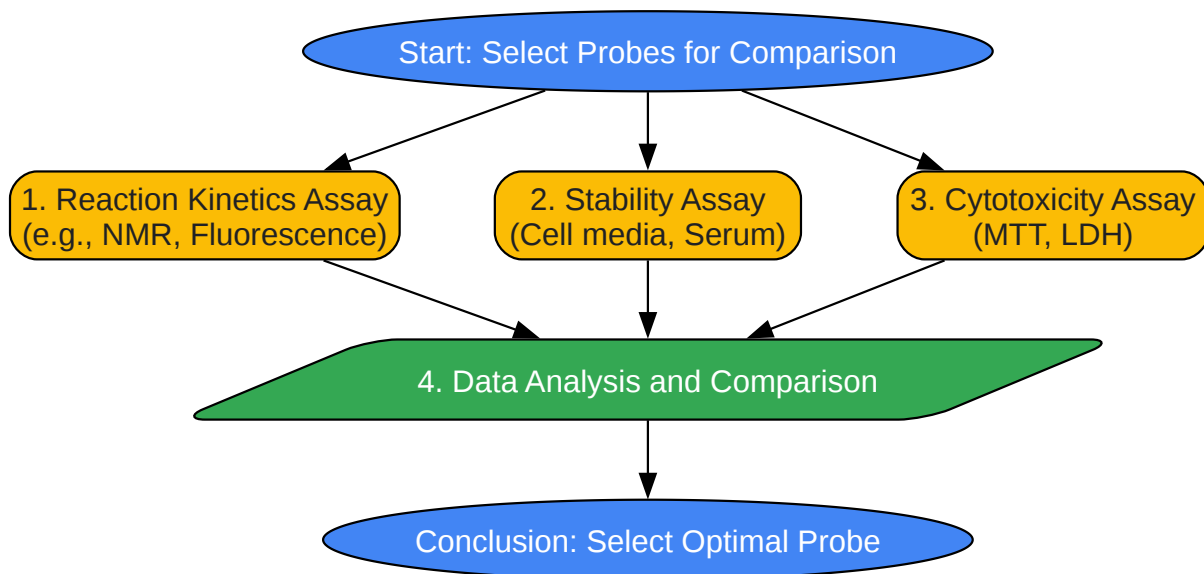 Start: Select Probes for Comparison
1. Reaction Kinetics Assay
(e.g., NMR, Fluorescence)
2. Stability Assay
(Cell media, Serum)
3. Cytotoxicity Assay
(MTT, LDH)
4. Data Analysis and Comparison
Conclusion: Select Optimal Probe